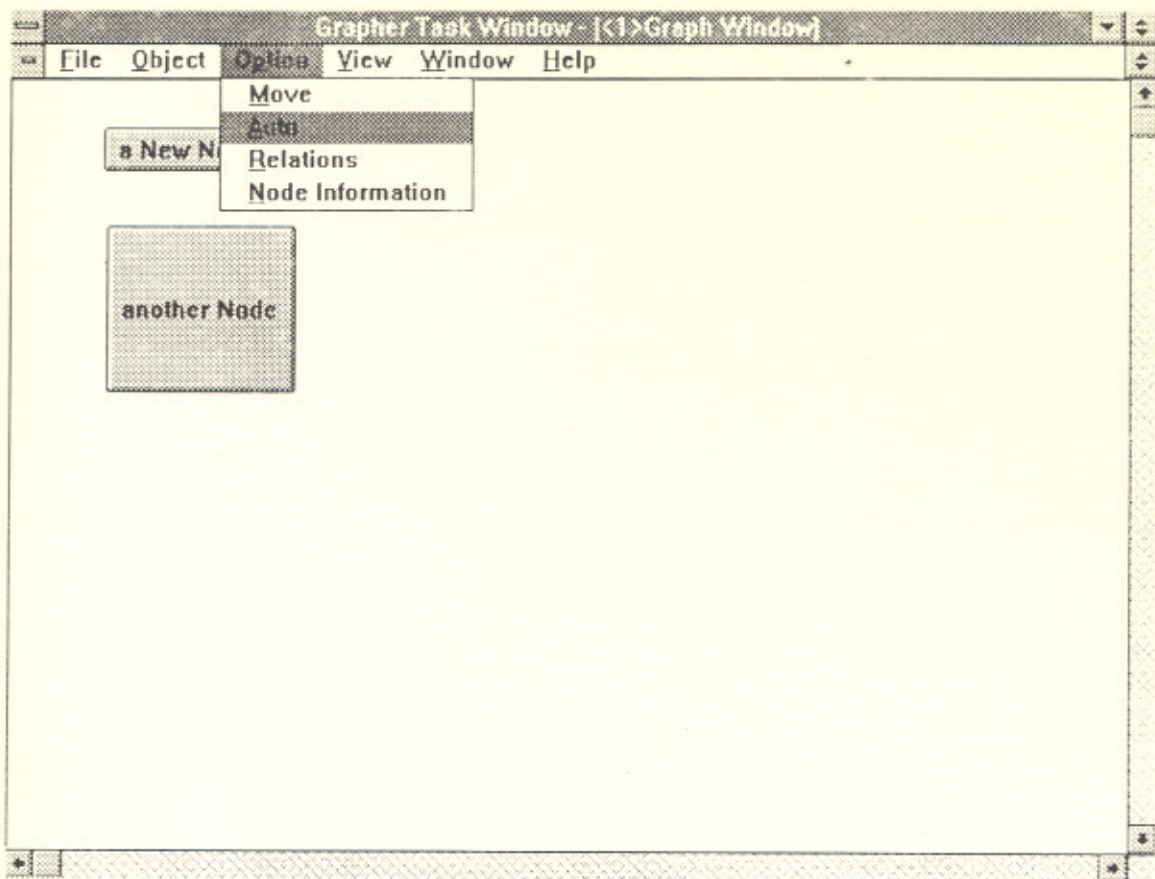 Grapher Task Window - [<1>Graph Window]
File Object Option View Window Help
Move
Auto
a New N
Relations
Node Information
another Node